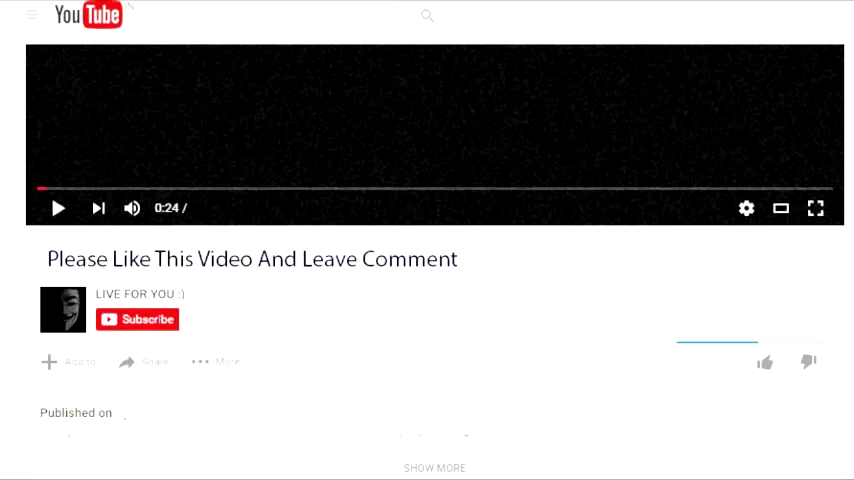 YouTube
0:24 /
Please Like This Video And Leave Comment
LIVE FOR YOU :)
Subscribe
Add to Share More
Published on
SHOW MORE